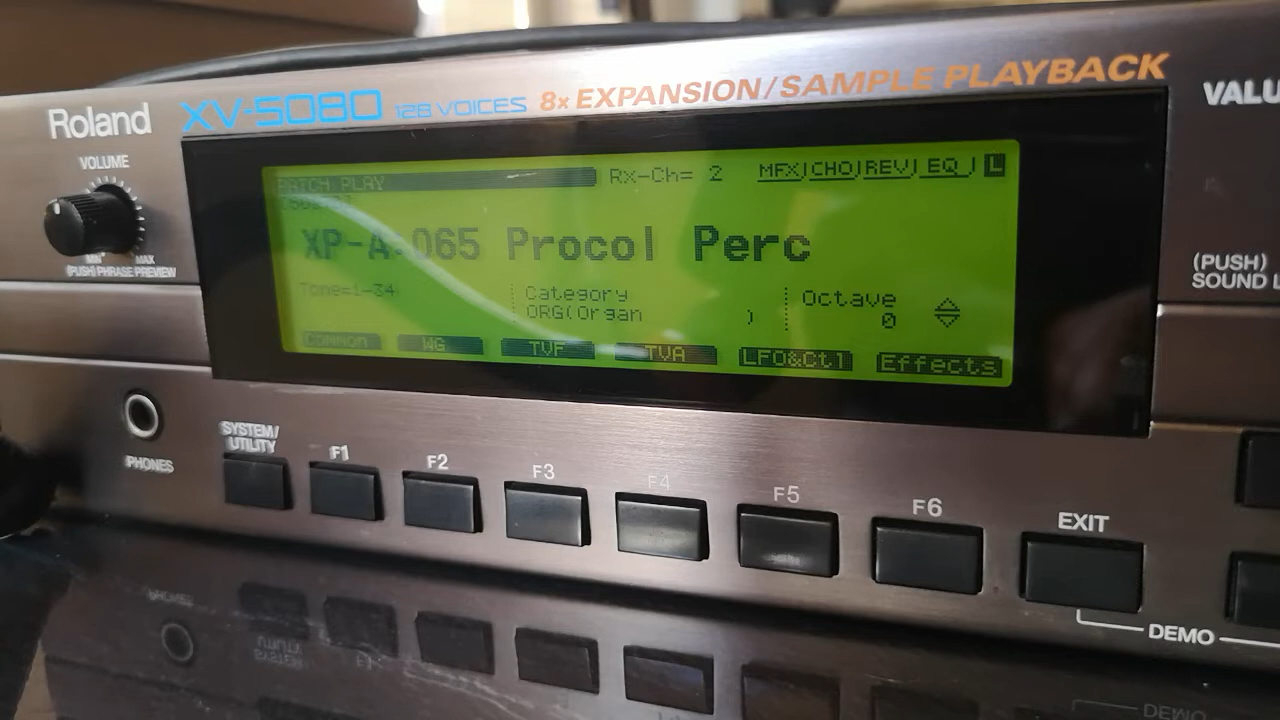 Roland
XV-5080 128 VOICES 8x EXPANSION/SAMPLE PLAYBACK
VOLUME
MIN MAX
(PUSH) PHRASE PREVIEW
PATCH PLAY Rx-Ch= 2 MFX)CHO)REV) EQ ) L
XP-A:065 Procol Perc
Tone=1-34
Category
ORG(Organ )
Octave
0
Common WG TVF TVA LFO&Ctl Effects
PHONES
SYSTEM/
UTILITY
F1 F2 F3 F4 F5 F6 EXIT
DEMO
VALU
(PUSH)
SOUND L